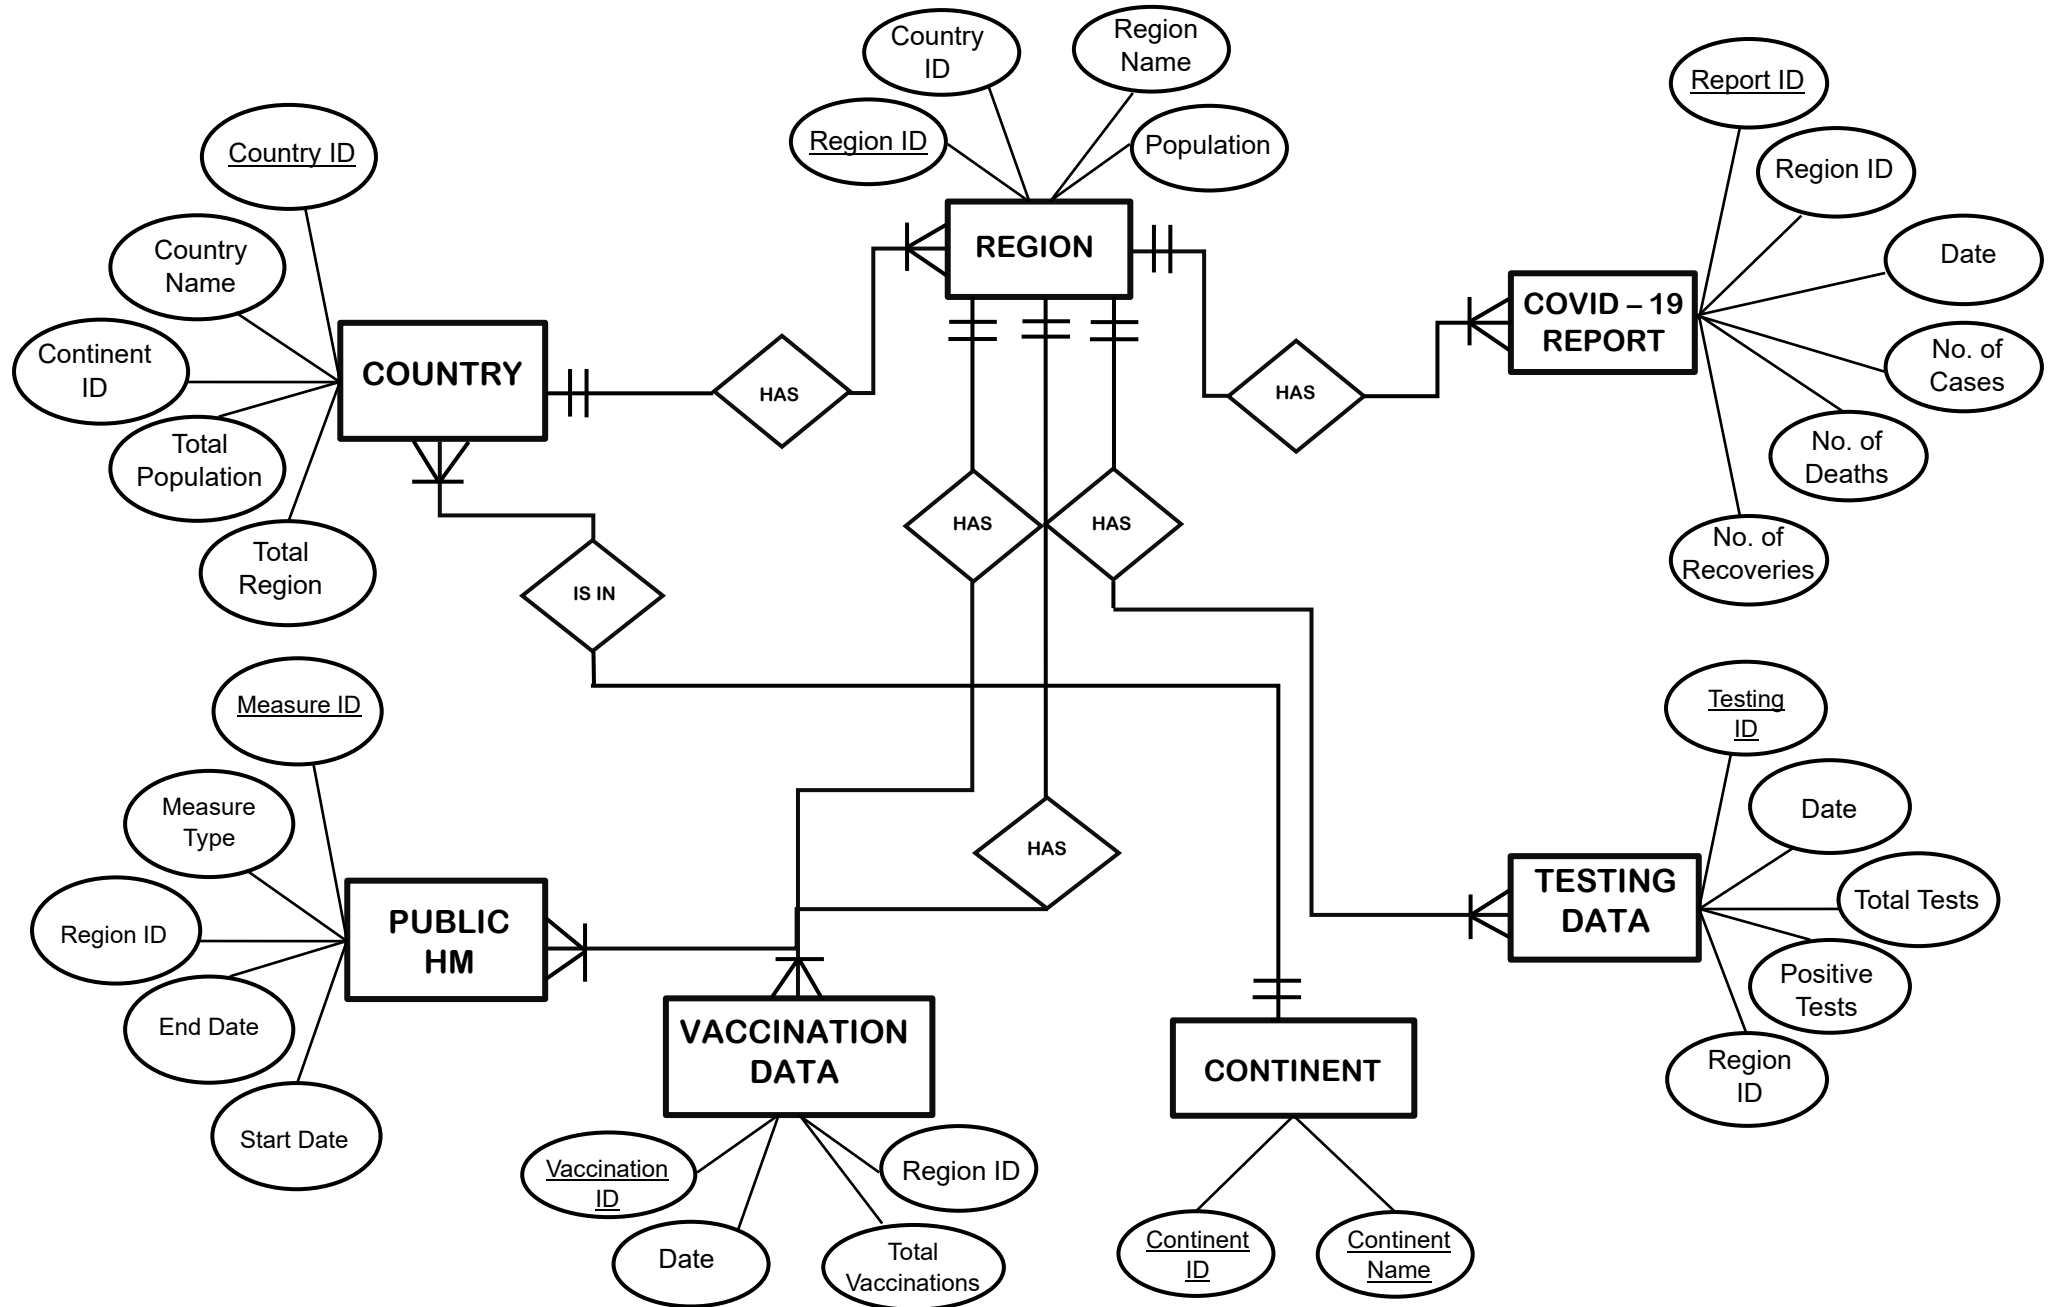 Country
ID
Region
Name
Region ID
Population
REGION
Report ID
Region ID
Date
No. of
Cases
No. of
Deaths
No. of
Recoveries
COVID – 19
REPORT
Country ID
Country
Name
Continent
ID
Total
Population
Total
Region
COUNTRY
HAS
HAS
HAS
HAS
IS IN
HAS
Measure ID
Measure
Type
Region ID
End Date
Start Date
PUBLIC
HM
VACCINATION
DATA
Vaccination
ID
Date
Total
Vaccinations
Region ID
CONTINENT
Continent
ID
Continent
Name
TESTING
DATA
Testing
ID
Date
Total Tests
Positive
Tests
Region
ID